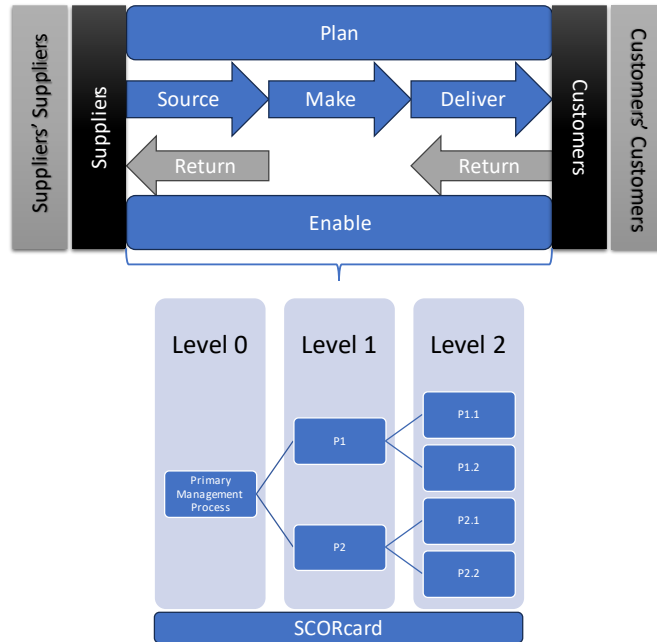 Suppliers' Suppliers
Suppliers
Plan
Source
Make
Deliver
Return
Return
Enable
Customers
Customers' Customers
Level 0
Level 1
Level 2
Primary
Management
Process
P1
P2
P1.1
P1.2
P2.1
P2.2
SCORcard